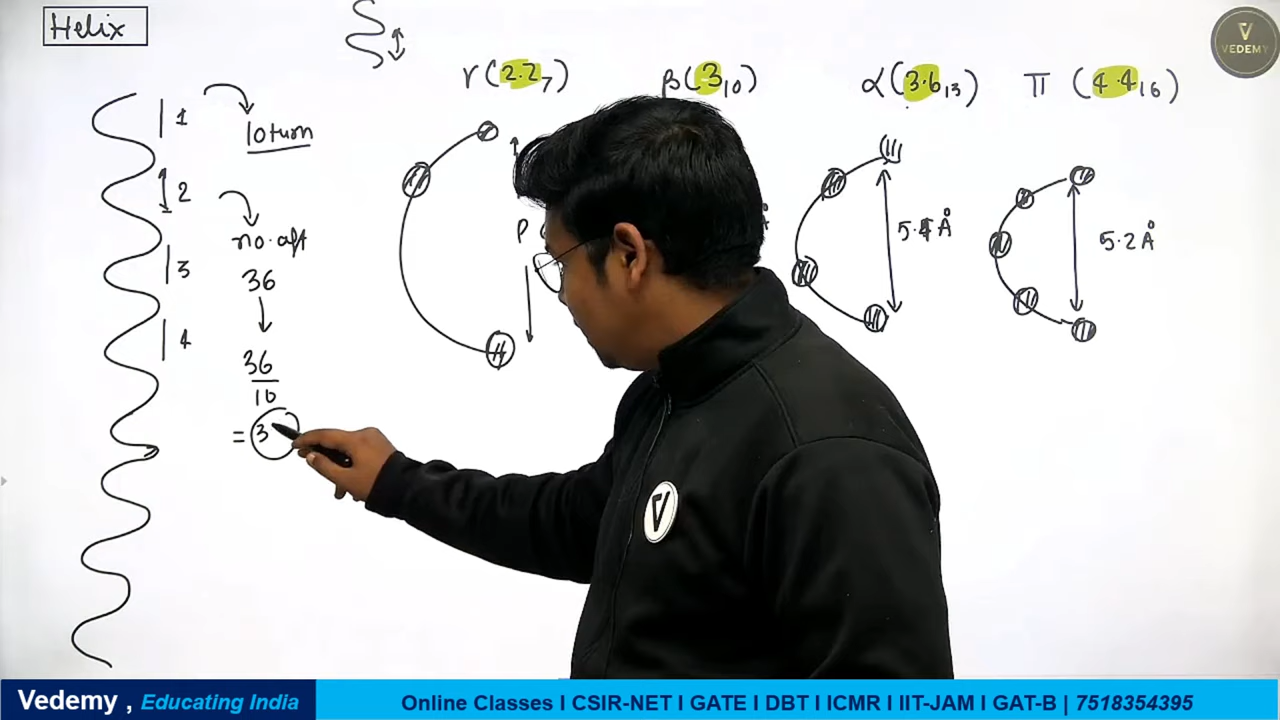 Helix
V
VEDEMY
γ (2.2₇)
β (3₁₀)
α (3.6₁₃)
π (4.4₁₆)
1
10 turn
2
no. of
3
36
4
36
10
= 3
P
5.4 Å
5.2 Å
V
Vedemy , Educating India
Online Classes I CSIR-NET I GATE I DBT I ICMR I IIT-JAM I GAT-B | 7518354395